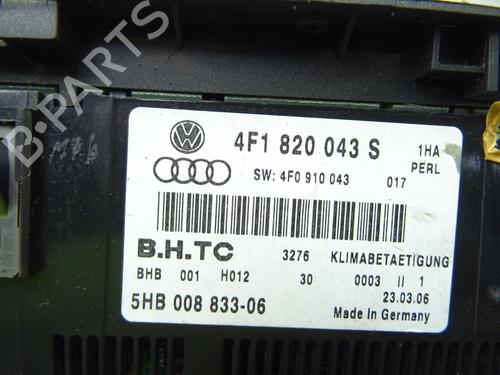 B-PARTS
4F1 820 043 S 1HA
SW: 4F0 910 043 017 PERL
B.H.TC 3276 KLIMABETAETIGUNG
BHB 001 H012 30 0003 II 1
23.03.06
5HB 008 833-06 Made in Germany